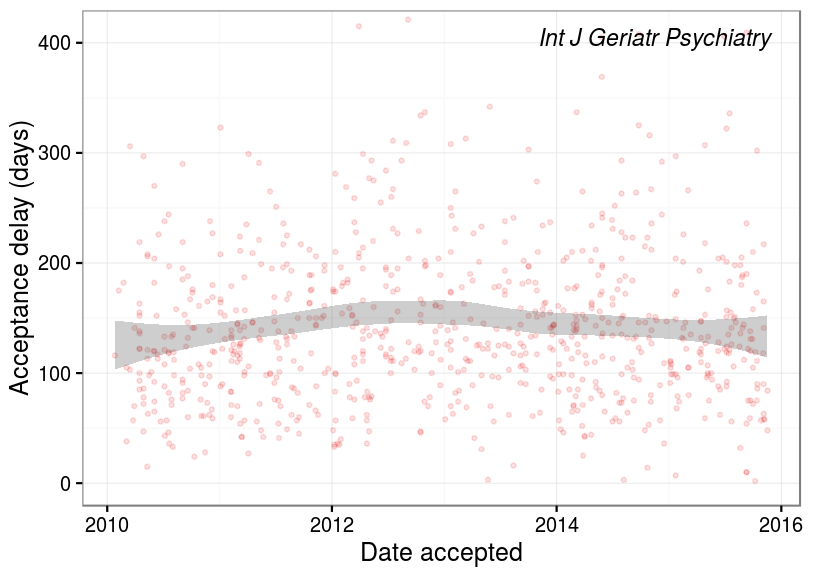 Int J Geriatr Psychiatry
Acceptance delay (days)
400
300
200
100
0
2010 2012 2014 2016
Date accepted